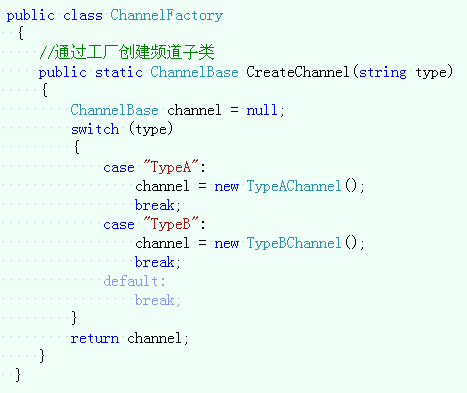 public class ChannelFactory
{
//通过工厂创建频道子类
public static ChannelBase CreateChannel(string type)
{
ChannelBase channel = null;
switch (type)
{
case "TypeA":
channel = new TypeAChannel();
break;
case "TypeB":
channel = new TypeBChannel();
break;
default:
break;
}
return channel;
}
}